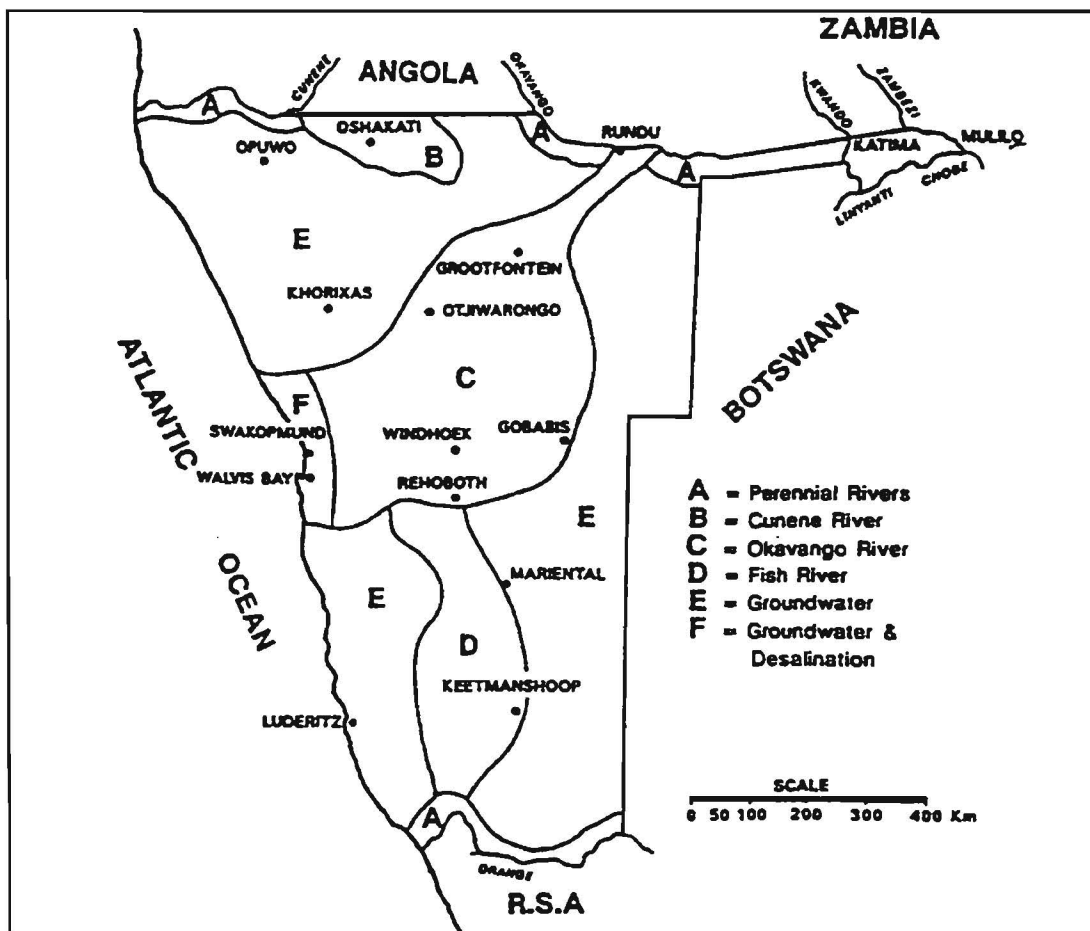 ZAMBIA
ANGOLA
CUNENE
OKAVANGO
KWANDO
ZAMBEZI
A
OSHAKATI
OPUWO
B
A
RUNDU
KATIMA
MULILO
A
LINYANTI
CHOBE
E
GROOTFONTEIN
KHORIXAS
OTJIWARONGO
ATLANTIC
OCEAN
BOTSWANA
C
F
SWAKOPMUND
WINDHOEK
GOBABIS
WALVIS BAY
REHOBOTH
E
A = Perennial Rivers
B = Cunene River
C = Okavango River
D = Fish River
E = Groundwater
F = Groundwater &
Desalination
MARIENTAL
E
D
KEETMANSHOOP
LUDERITZ
SCALE
0 50 100 200 300 400 Km
A
ORANGE
R.S.A